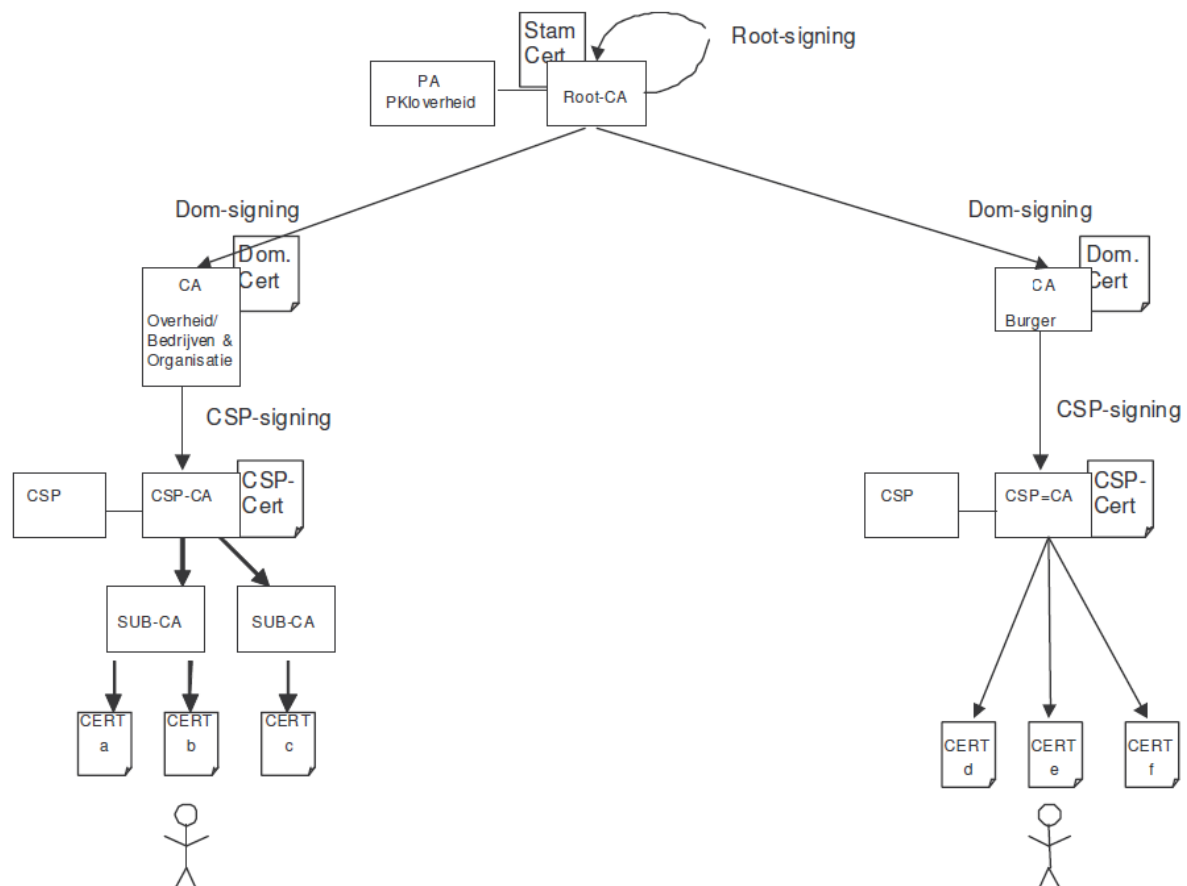 Stam
Cert
Root-signing
PA
PKIoverheid
Root-CA
Dom-signing
Dom-signing
Dom.
Cert
Dom.
Cert
CA
Overheid/
Bedrijven &
Organisatie
CA
Burger
CSP-signing
CSP-signing
CSP
CSP-CA
CSP-
Cert
CSP
CSP=CA
CSP-
Cert
SUB-CA
SUB-CA
CERT
a
CERT
b
CERT
c
CERT
d
CERT
e
CERT
f